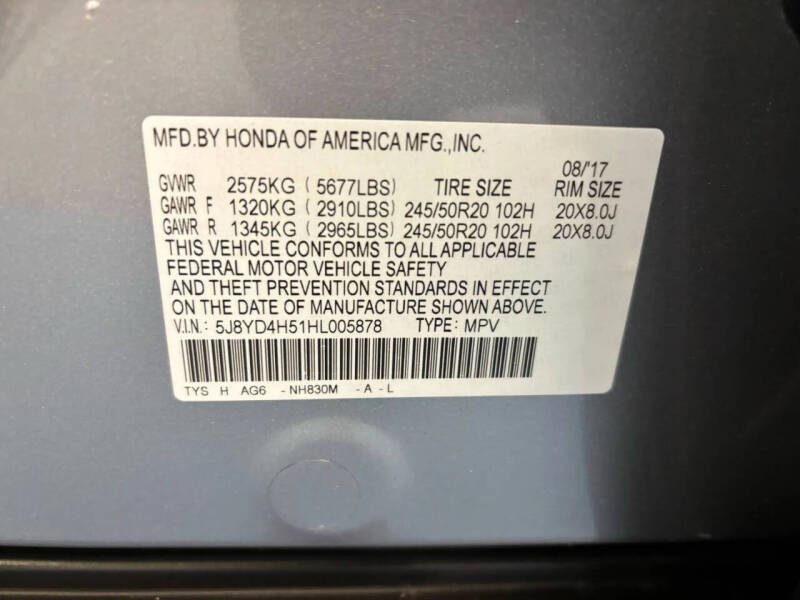 MFD.BY HONDA OF AMERICA MFG.,INC.
08/'17
GVWR 2575KG ( 5677LBS) TIRE SIZE RIM SIZE
GAWR F 1320KG ( 2910LBS) 245/50R20 102H 20X8.0J
GAWR R 1345KG ( 2965LBS) 245/50R20 102H 20X8.0J
THIS VEHICLE CONFORMS TO ALL APPLICABLE
FEDERAL MOTOR VEHICLE SAFETY
AND THEFT PREVENTION STANDARDS IN EFFECT
ON THE DATE OF MANUFACTURE SHOWN ABOVE.
V.I.N.: 5J8YD4H51HL005878 TYPE: MPV
TYS H AG6 -NH830M -A -L